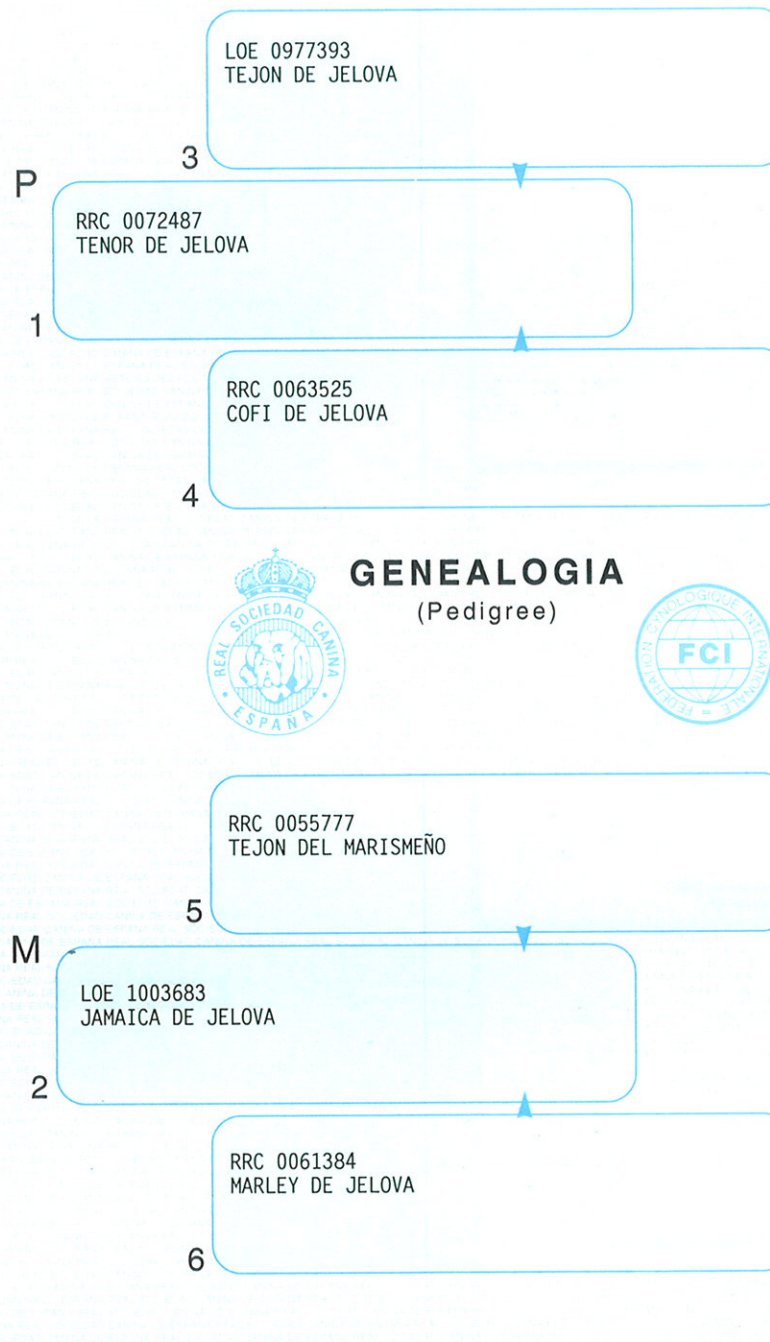 LOE 0977393
TEJON DE JELOVA
3
P
RRC 0072487
TENOR DE JELOVA
1
RRC 0063525
COFI DE JELOVA
4
GENEALOGIA
(Pedigree)
REAL SOCIEDAD CANINA
• ESPAÑA •
FEDERATION CYNOLOGIQUE INTERNATIONALE
FCI
RRC 0055777
TEJON DEL MARISMEÑO
5
M
LOE 1003683
JAMAICA DE JELOVA
2
RRC 0061384
MARLEY DE JELOVA
6